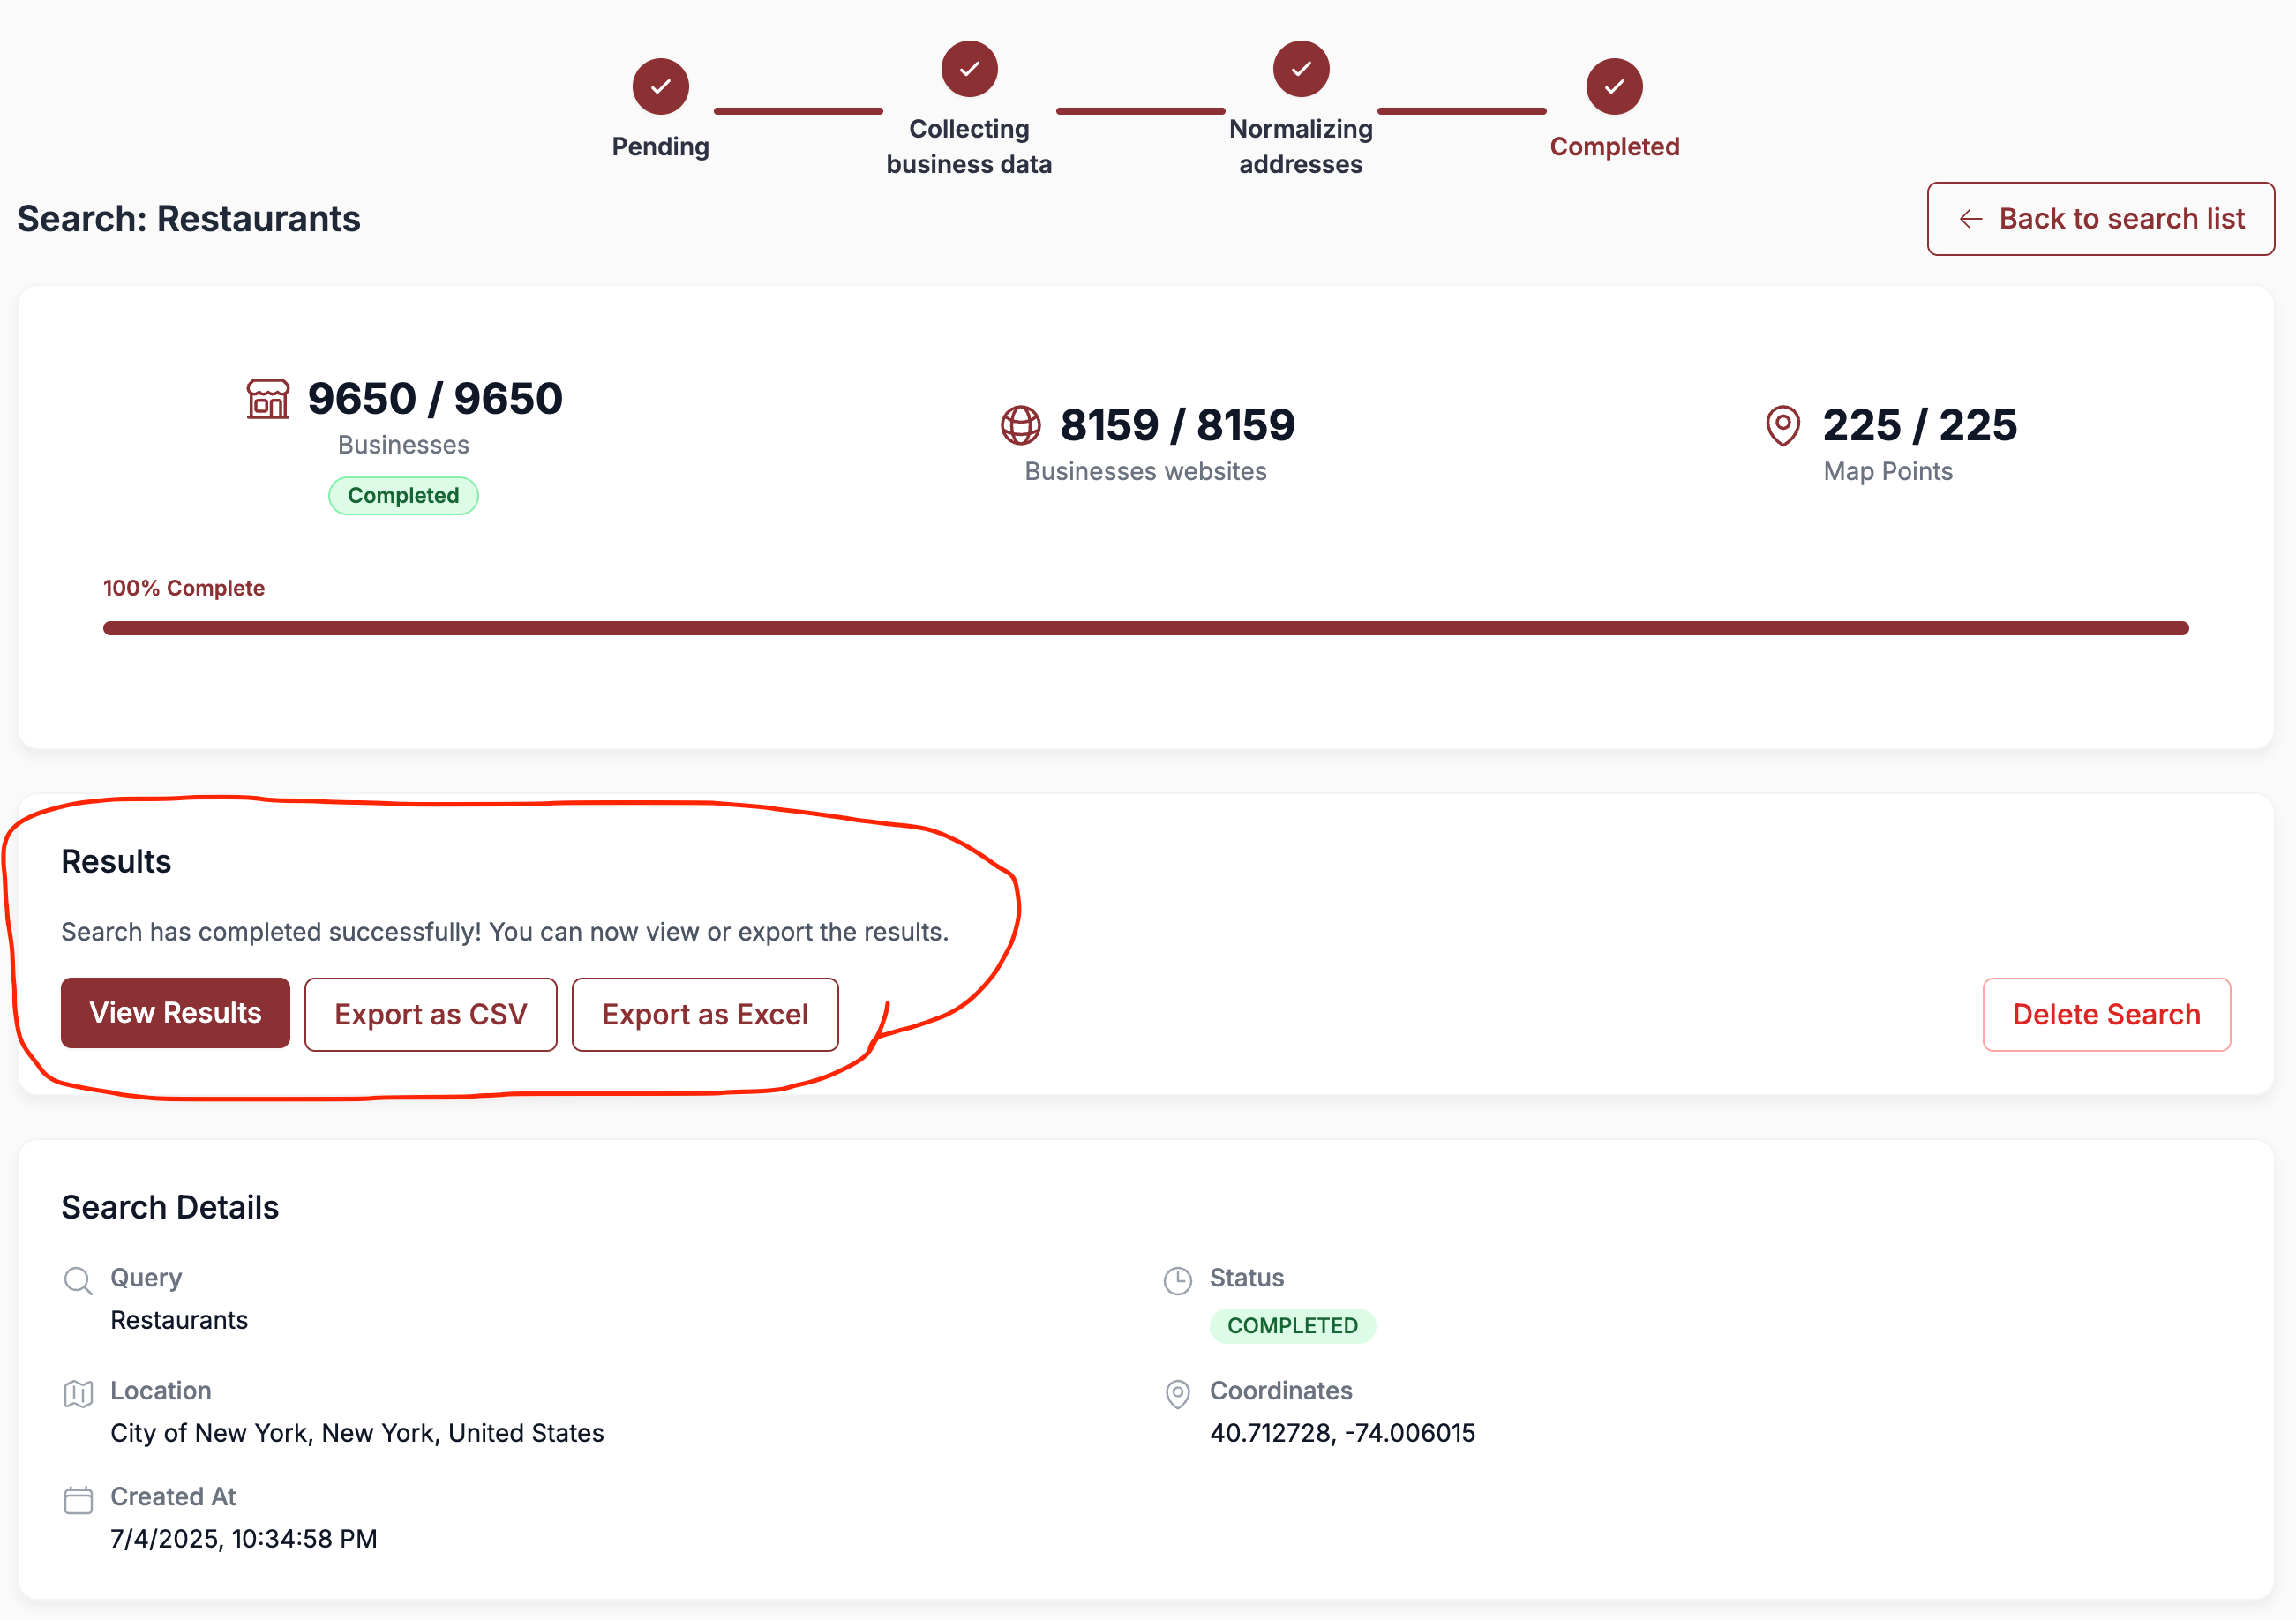 Pending
Collecting
business data
Normalizing
addresses
Completed
Search: Restaurants
Back to search list
9650 / 9650
Businesses
Completed
8159 / 8159
Businesses websites
225 / 225
Map Points
100% Complete
Results
Search has completed successfully! You can now view or export the results.
View Results
Export as CSV
Export as Excel
Delete Search
Search Details
Query
Restaurants
Status
COMPLETED
Location
City of New York, New York, United States
Coordinates
40.712728, -74.006015
Created At
7/4/2025, 10:34:58 PM